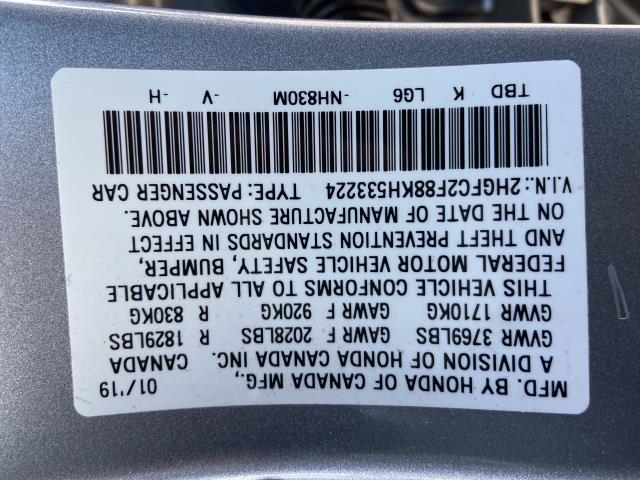 MFD. BY HONDA OF CANADA MFG., 01/'19
A DIVISION OF HONDA CANADA INC. CANADA
GVWR 3769LBS GAWR F 2028LBS R 1829LBS
GVWR 1710KG GAWR F 920KG R 830KG
THIS VEHICLE CONFORMS TO ALL APPLICABLE
FEDERAL MOTOR VEHICLE SAFETY, BUMPER,
AND THEFT PREVENTION STANDARDS IN EFFECT
ON THE DATE OF MANUFACTURE SHOWN ABOVE.
V.I.N.: 2HGFC2F88KH533224 TYPE: PASSENGER CAR
TBD K LG6 -NH830M -V -H